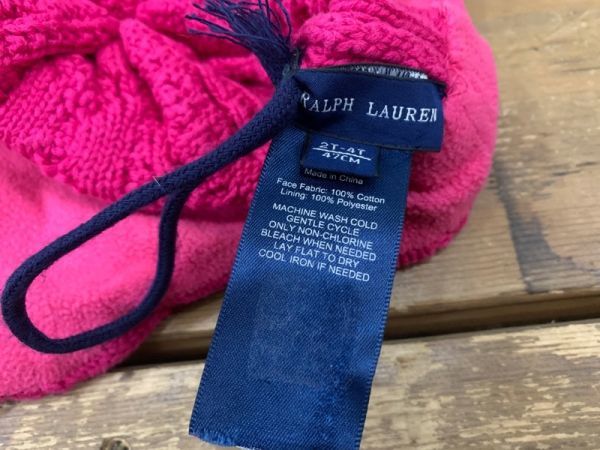 RALPH LAUREN
2T-4T
47CM
Made in China
Face Fabric: 100% Cotton
Lining: 100% Polyester
MACHINE WASH COLD
GENTLE CYCLE
ONLY NON-CHLORINE
BLEACH WHEN NEEDED
LAY FLAT TO DRY
COOL IRON IF NEEDED